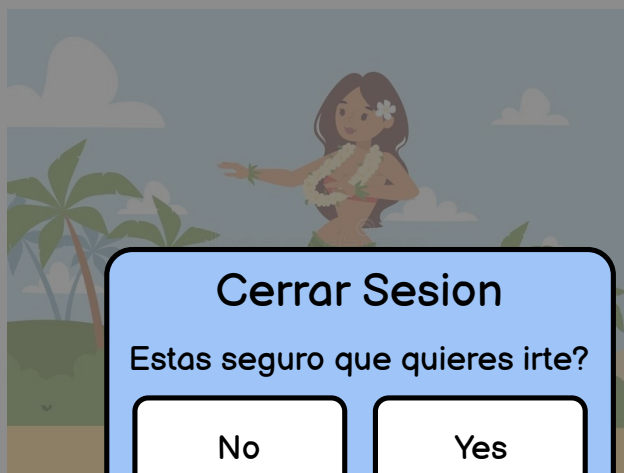 Cerrar Sesion
Estas seguro que quieres irte?
No Yes